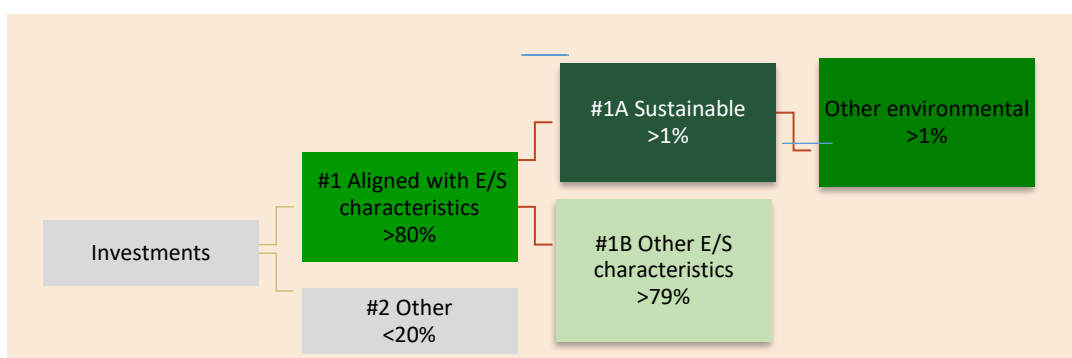 Investments
#1 Aligned with E/S
characteristics
>80%
#2 Other
<20%
#1A Sustainable
>1%
#1B Other E/S
characteristics
>79%
Other environmental
>1%